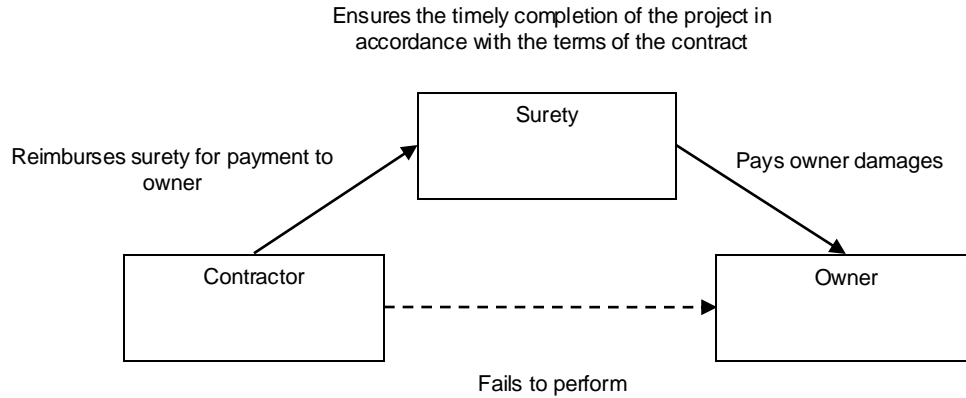 Ensures the timely completion of the project in
accordance with the terms of the contract
Surety
Reimburses surety for payment to
owner
Pays owner damages
Contractor
Owner
Fails to perform